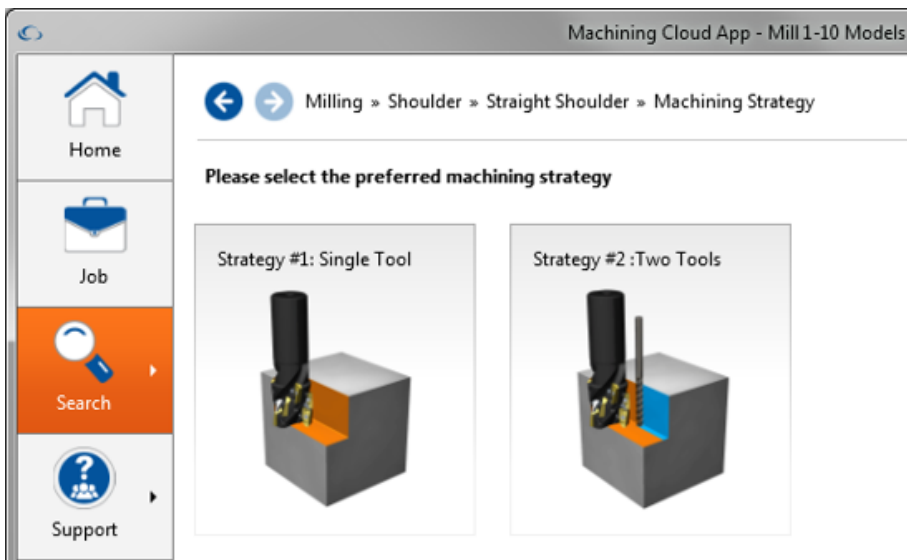 Machining Cloud App - Mill 1-10 Models
Home
Job
Search
Support
Milling » Shoulder » Straight Shoulder » Machining Strategy
Please select the preferred machining strategy
Strategy #1: Single Tool
Strategy #2 :Two Tools